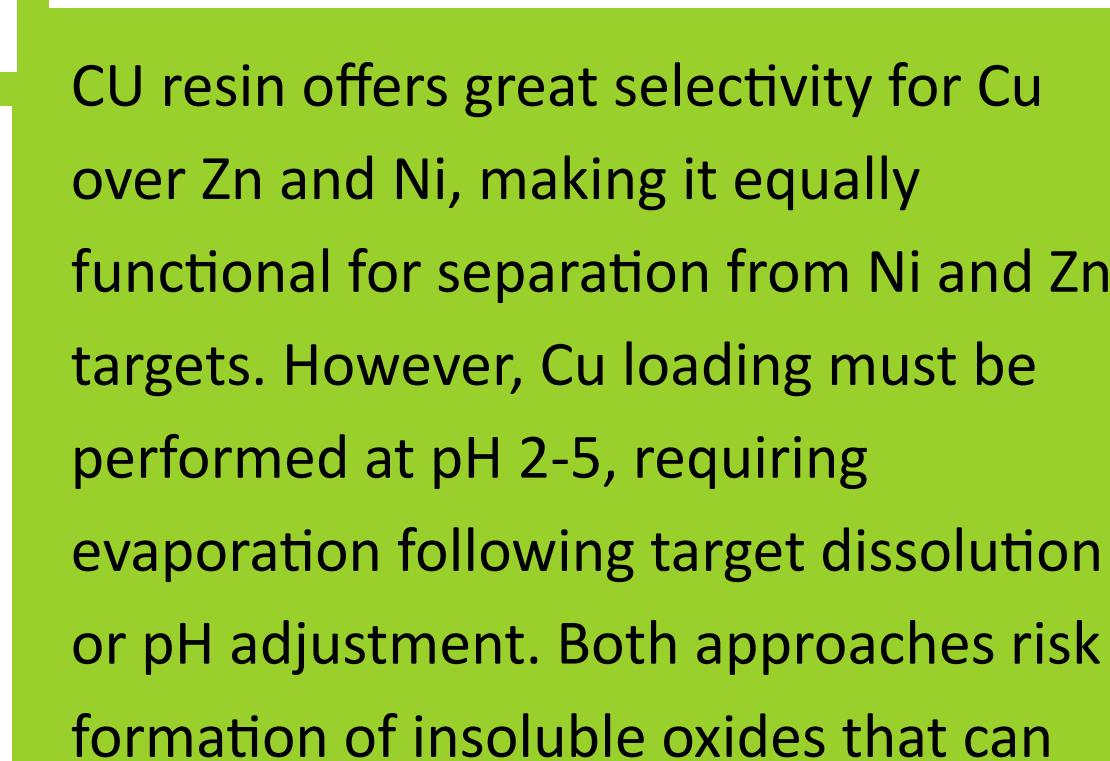 CU resin offers great selectivity for Cu
over Zn and Ni, making it equally
functional for separation from Ni and Zn
targets. However, Cu loading must be
performed at pH 2-5, requiring
evaporation following target dissolution
or pH adjustment. Both approaches risk
formation of insoluble oxides that can